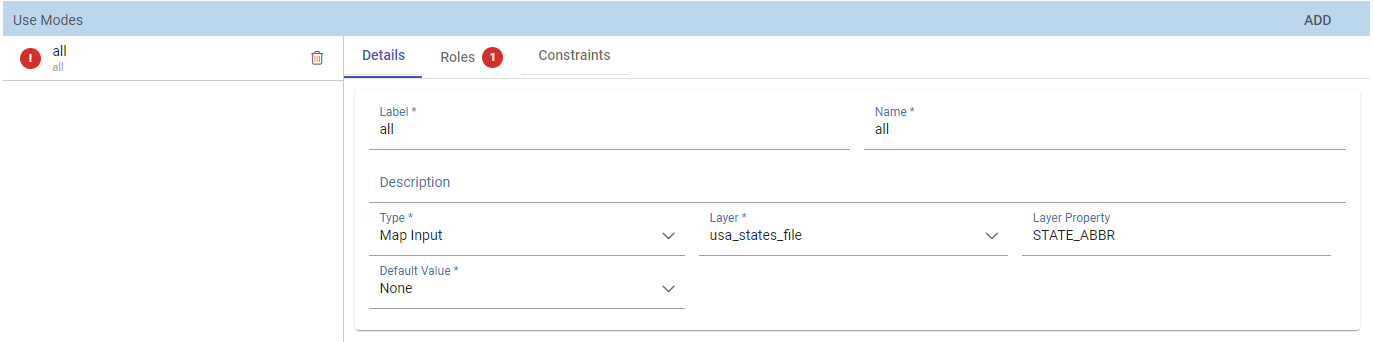 Use Modes ADD
I all
all
Details Roles 1 Constraints
Label * Name *
all all
Description
Type * Layer * Layer Property
Map Input usa_states_file STATE_ABBR
Default Value *
None